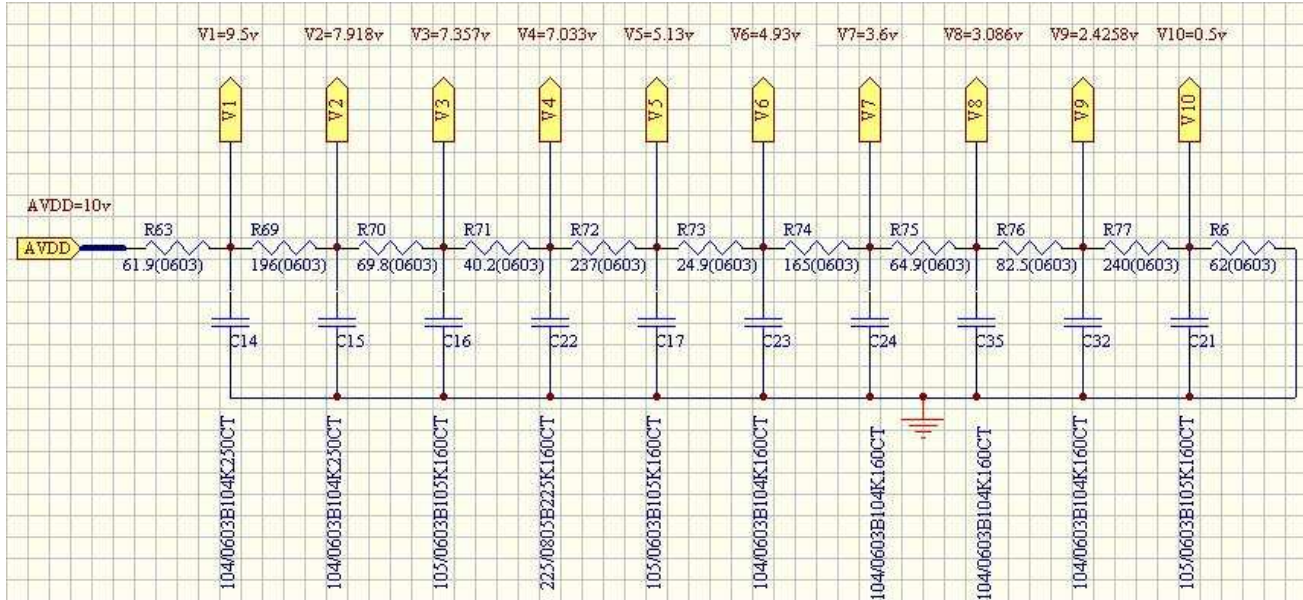 V1=9.5v V2=7.918v V3=7.357v V4=7.033v V5=5.13v V6=4.93v V7=3.6v V8=3.086v V9=2.4258v V10=0.5v
V1 V2 V3 V4 V5 V6 V7 V8 V9 V10
AVDD=10v
R63 R69 R70 R71 R72 R73 R74 R75 R76 R77 R6
AVDD
61.9(0603) 196(0603) 69.8(0603) 40.2(0603) 237(0603) 24.9(0603) 165(0603) 64.9(0603) 82.5(0603) 240(0603) 62(0603)
C14 C15 C16 C22 C17 C23 C24 C35 C32 C21
104/0603B104K250CT
104/0603B104K250CT
105/0603B105K160CT
225/0805B225K160CT
105/0603B105K160CT
104/0603B104K160CT
104/0603B104K160CT
104/0603B104K160CT
104/0603B104K160CT
105/0603B105K160CT